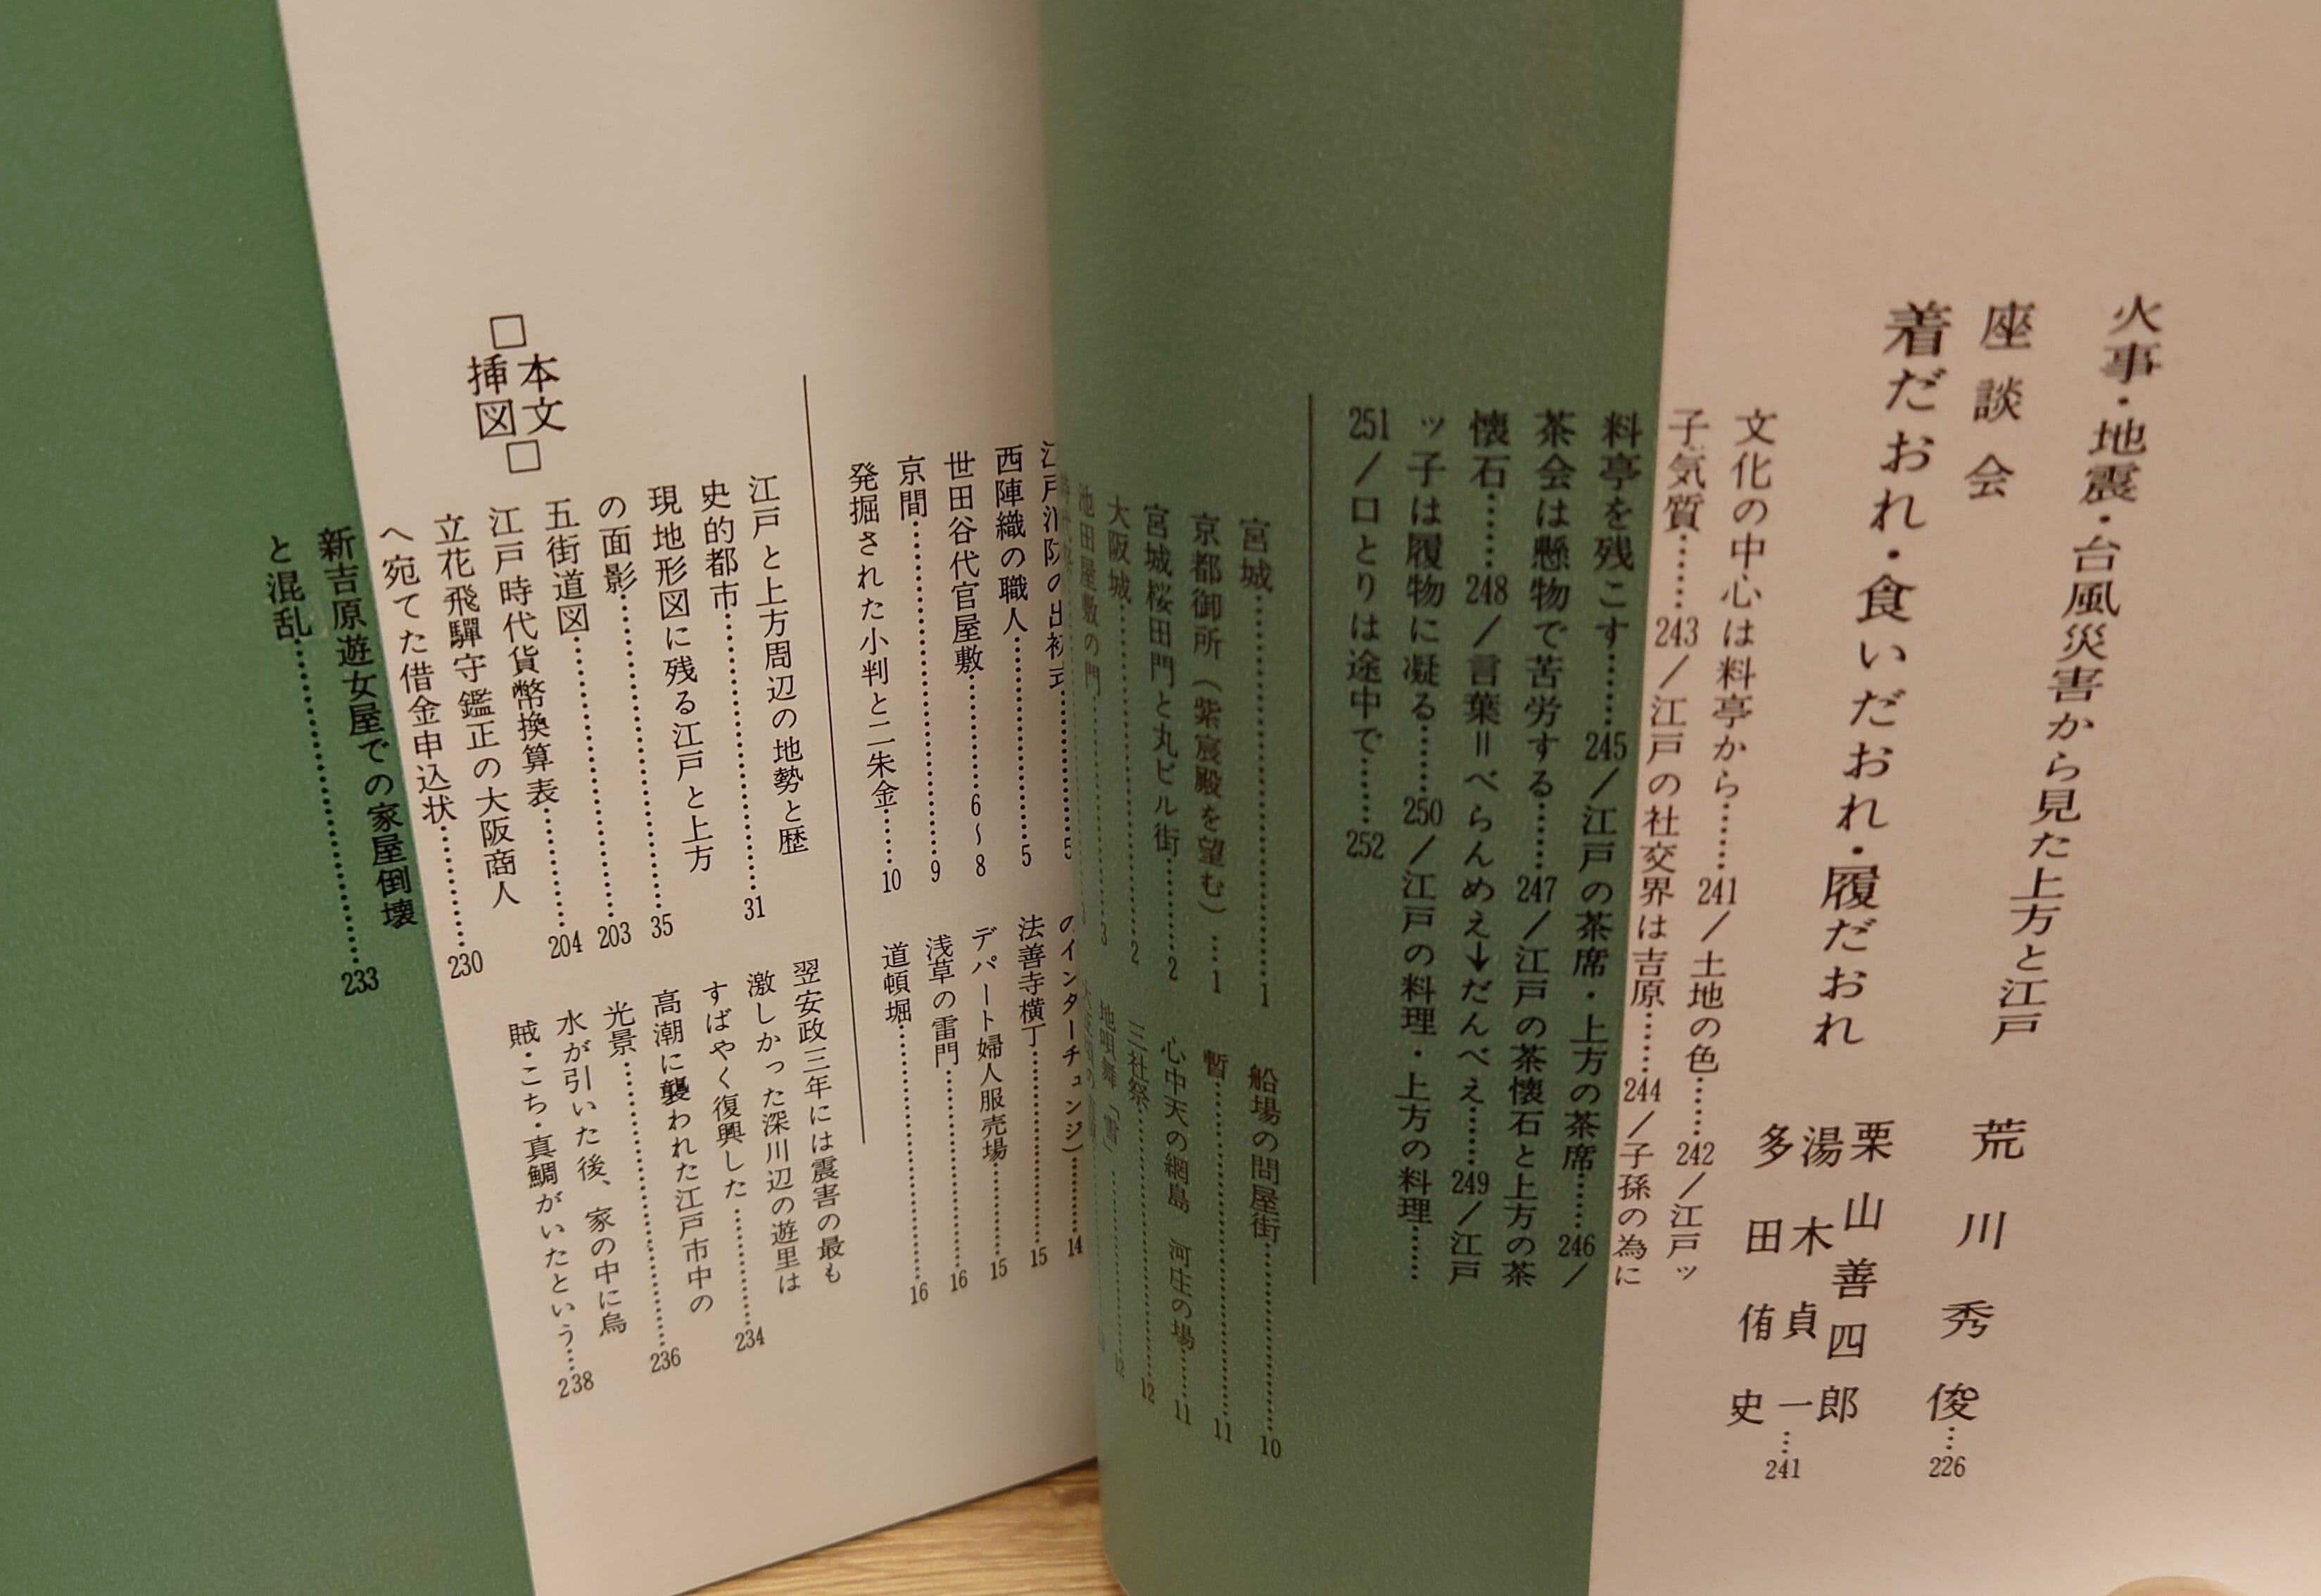 火事・地震・台風災害から見た上方と江戸　荒川秀俊…226
座談会
着だおれ・食いだおれ・履だおれ
栗山善四郎
湯木貞一…241
多田侑史
文化の中心は料亭から……241／土地の色……242／江戸ッ
子気質……243／江戸の社交界は吉原……244／子孫の為に
料亭を残こす……245／江戸の茶席・上方の茶席……246／
茶会は懸物で苦労する……247／江戸の茶懐石と上方の茶
懐石……248／言葉＝べらんめえ↓だんべえ……249／江戸
ッ子は履物に凝る……250／江戸の料理・上方の料理……
251／口とりは途中で……252
宮城……1
京都御所（紫宸殿を望む）…1
宮城桜田門と丸ビル街……2
大阪城……2
池田屋敷の門……3
船場の問屋街……10
暫……11
心中天の網島　河庄の場……11
三社祭……12
地唄舞「雪」……12
江戸消防の出初式……5
西陣織の職人……5
世田谷代官屋敷……6～8
京間……9
発掘された小判と二朱金……10
のインターチェンジ）……14
法善寺横丁……15
デパート婦人服売場……15
浅草の雷門……16
道頓堀……16
□本文挿図□
江戸と上方周辺の地勢と歴
史的都市……31
現地形図に残る江戸と上方
の面影……35
五街道図……203
江戸時代貨幣換算表……204
立花飛驒守鑑正の大阪商人
へ宛てた借金申込状……230
新吉原遊女屋での家屋倒壊
と混乱……233
翌安政三年には震害の最も
激しかった深川辺の遊里は
すばやく復興した……234
高潮に襲われた江戸市中の
光景……236
水が引いた後、家の中に烏
賊・こち・真鯛がいたという…238